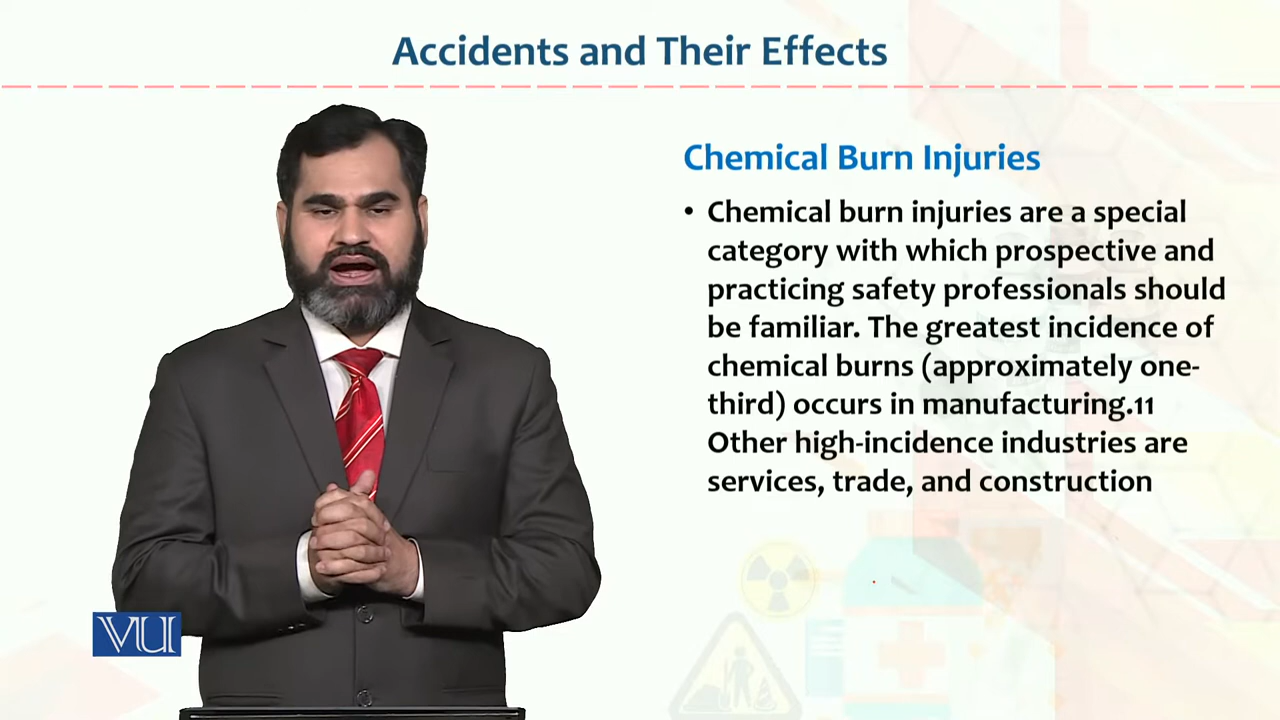 Accidents and Their Effects
Chemical Burn Injuries
• Chemical burn injuries are a special
category with which prospective and
practicing safety professionals should
be familiar. The greatest incidence of
chemical burns (approximately one-
third) occurs in manufacturing.11
Other high-incidence industries are
services, trade, and construction
VU